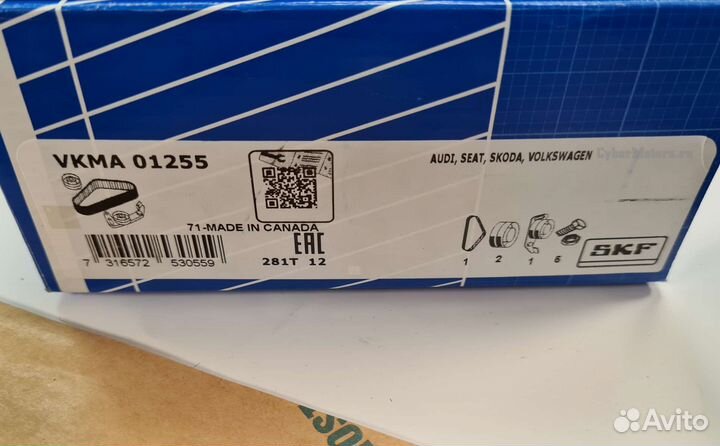 VKMA 01255
AUDI, SEAT, SKODA, VOLKSWAGEN
CyberMotors.ru
71-MADE IN CANADA
EAC
7 316572 530559
281T 12
1 2 1 6
SKF
Avito